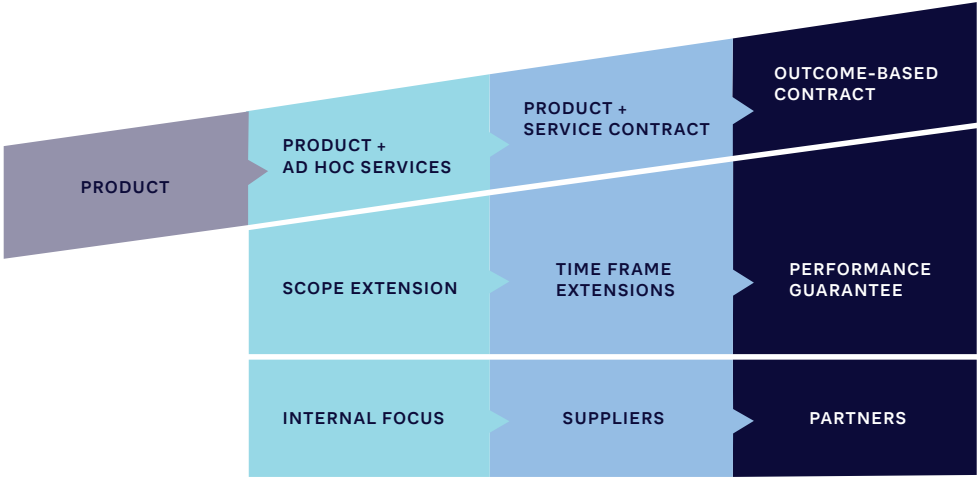 PRODUCT
PRODUCT +
AD HOC SERVICES
PRODUCT +
SERVICE CONTRACT
OUTCOME-BASED
CONTRACT
SCOPE EXTENSION
TIME FRAME
EXTENSIONS
PERFORMANCE
GUARANTEE
INTERNAL FOCUS
SUPPLIERS
PARTNERS